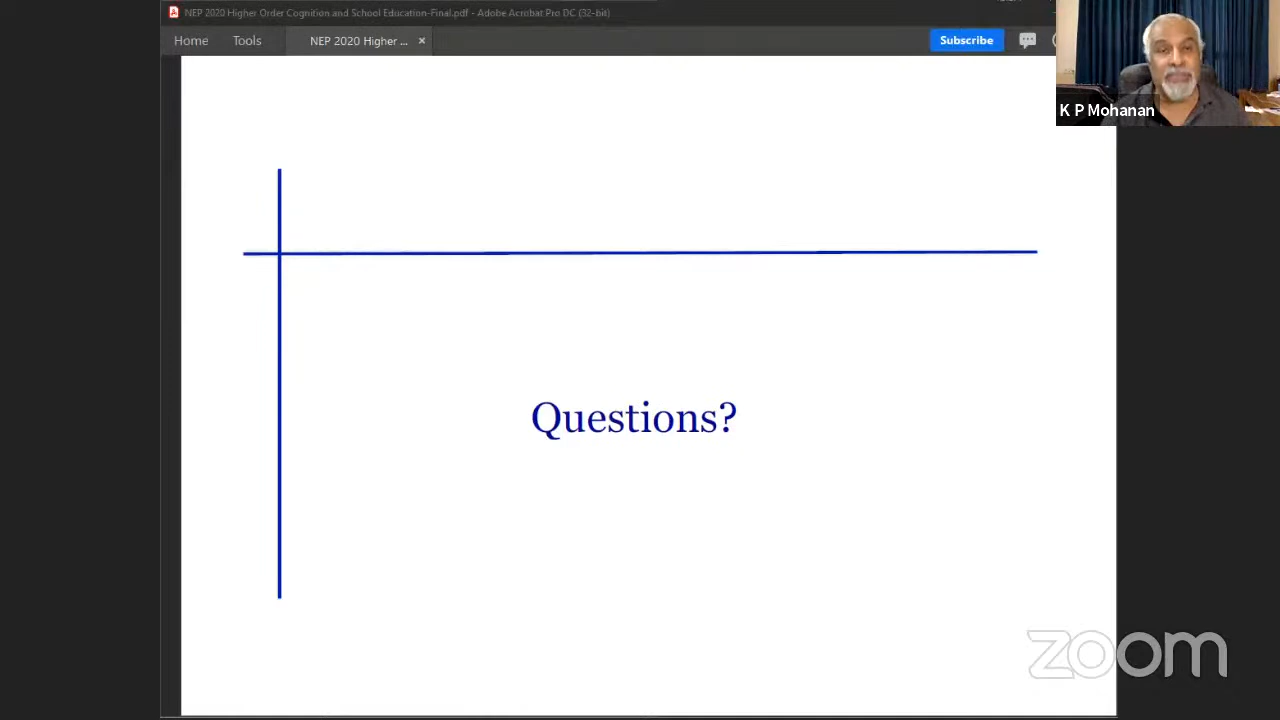 NEP 2020 Higher Order Cognition and School Education-Final.pdf - Adobe Acrobat Pro DC (32-bit)
Home Tools NEP 2020 Higher ... × Subscribe
K P Mohanan
Questions?
zoom